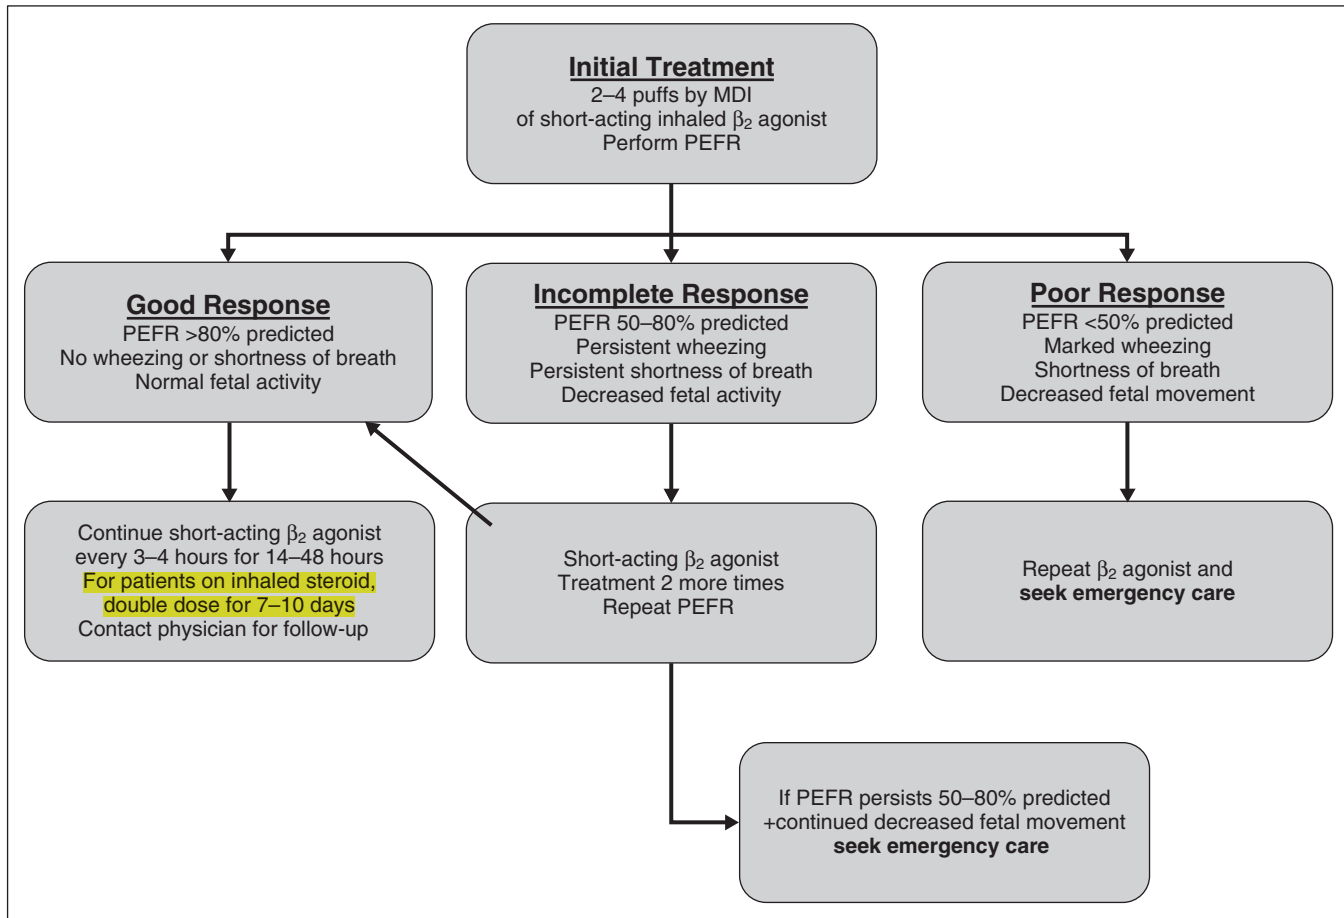 Initial Treatment
2–4 puffs by MDI
of short-acting inhaled β₂ agonist
Perform PEFR
Good Response
PEFR >80% predicted
No wheezing or shortness of breath
Normal fetal activity
Incomplete Response
PEFR 50–80% predicted
Persistent wheezing
Persistent shortness of breath
Decreased fetal activity
Poor Response
PEFR <50% predicted
Marked wheezing
Shortness of breath
Decreased fetal movement
Continue short-acting β₂ agonist
every 3–4 hours for 14–48 hours
For patients on inhaled steroid,
double dose for 7–10 days
Contact physician for follow-up
Short-acting β₂ agonist
Treatment 2 more times
Repeat PEFR
Repeat β₂ agonist and
seek emergency care
If PEFR persists 50–80% predicted
+continued decreased fetal movement
seek emergency care